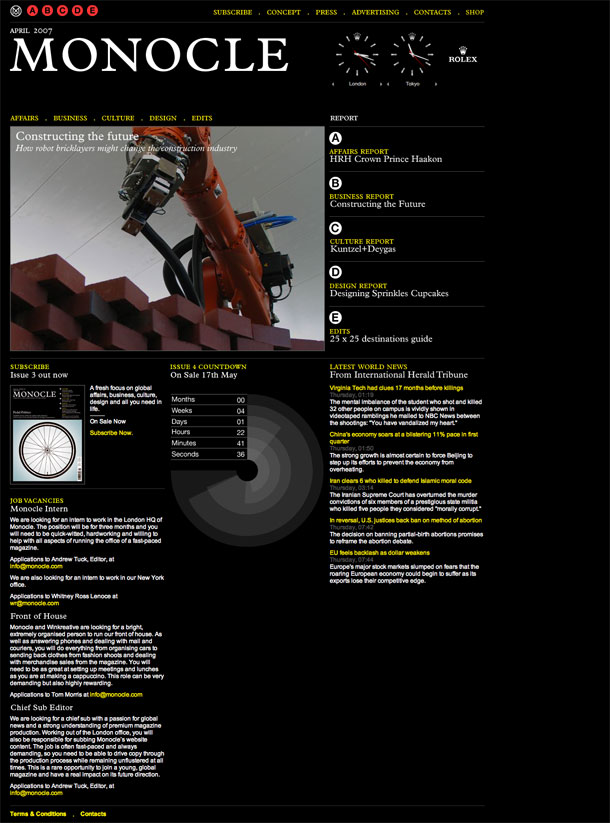 A B C D E
SUBSCRIBE . CONCEPT . PRESS . ADVERTISING . CONTACTS . SHOP
APRIL 2007
MONOCLE
London
Tokyo
ROLEX
AFFAIRS . BUSINESS . CULTURE . DESIGN . EDITS
Constructing the future
How robot bricklayers might change the construction industry
REPORT
A
AFFAIRS REPORT
HRH Crown Prince Haakon
B
BUSINESS REPORT
Constructing the Future
C
CULTURE REPORT
Kuntzel+Deygas
D
DESIGN REPORT
Designing Sprinkles Cupcakes
E
EDITS
25 x 25 destinations guide
SUBSCRIBE
Issue 3 out now
MONOCLE
A fresh focus on global
affairs, business, culture,
design and all you need in
life.
On Sale Now
Subscribe Now.
JOB VACANCIES
Monocle Intern
We are looking for an intern to work in the London HQ of
Monocle. The position will be for three months and you
will need to be quick-witted, hardworking and willing to
help with all aspects of running the office of a fast-paced
magazine.
Applications to Andrew Tuck, Editor, at
info@monocle.com
We are also looking for an intern to work in our New York
office.
Applications to Whitney Ross Lenoce at
wr@monocle.com
Front of House
Monocle and Winkreative are looking for a bright,
extremely organised person to run our front of house. As
well as answering phones and dealing with mail and
couriers, you will do everything from organising cars to
sending back clothes from fashion shoots and dealing
with merchandise sales from the magazine. You will
need to be as great at setting up meetings and lunches
as you are at making a cappuccino. This role can be very
demanding but also highly rewarding.
Applications to Tom Morris at info@monocle.com
Chief Sub Editor
We are looking for a chief sub with a passion for global
news and a strong understanding of premium magazine
production. Working out of the London office, you will
also be responsible for subbing Monocle's website
content. The job is often fast-paced and always
demanding, so you need to be able to drive copy through
the production process while remaining unflustered at all
times. This is a rare opportunity to join a young, global
magazine and have a real impact on its future direction.
Applications to Andrew Tuck, Editor, at
info@monocle.com
ISSUE 4 COUNTDOWN
On Sale 17th May
Months 00
Weeks 04
Days 01
Hours 22
Minutes 41
Seconds 36
LATEST WORLD NEWS
From International Herald Tribune
Virginia Tech had clues 17 months before killings
Thursday, 01:19
The mental imbalance of the student who shot and killed
32 other people on campus is vividly shown in
videotaped ramblings he mailed to NBC News between
the shootings: "You have vandalized my heart."
China's economy soars at a blistering 11% pace in first
quarter
Thursday, 01:50
The strong growth is almost certain to force Beijing to
step up its efforts to prevent the economy from
overheating.
Iran clears 6 who killed to defend Islamic moral code
Thursday, 03:14
The Iranian Supreme Court has overturned the murder
convictions of six members of a prestigious state militia
who killed five people they considered "morally corrupt."
In reversal, U.S. justices back ban on method of abortion
Thursday, 07:42
The decision on banning partial-birth abortions promises
to reframe the abortion debate.
EU feels backlash as dollar weakens
Thursday, 07:44
Europe's major stock markets slumped on fears that the
roaring European economy could begin to suffer as its
exports lose their competitive edge.
Terms & Conditions , Contacts